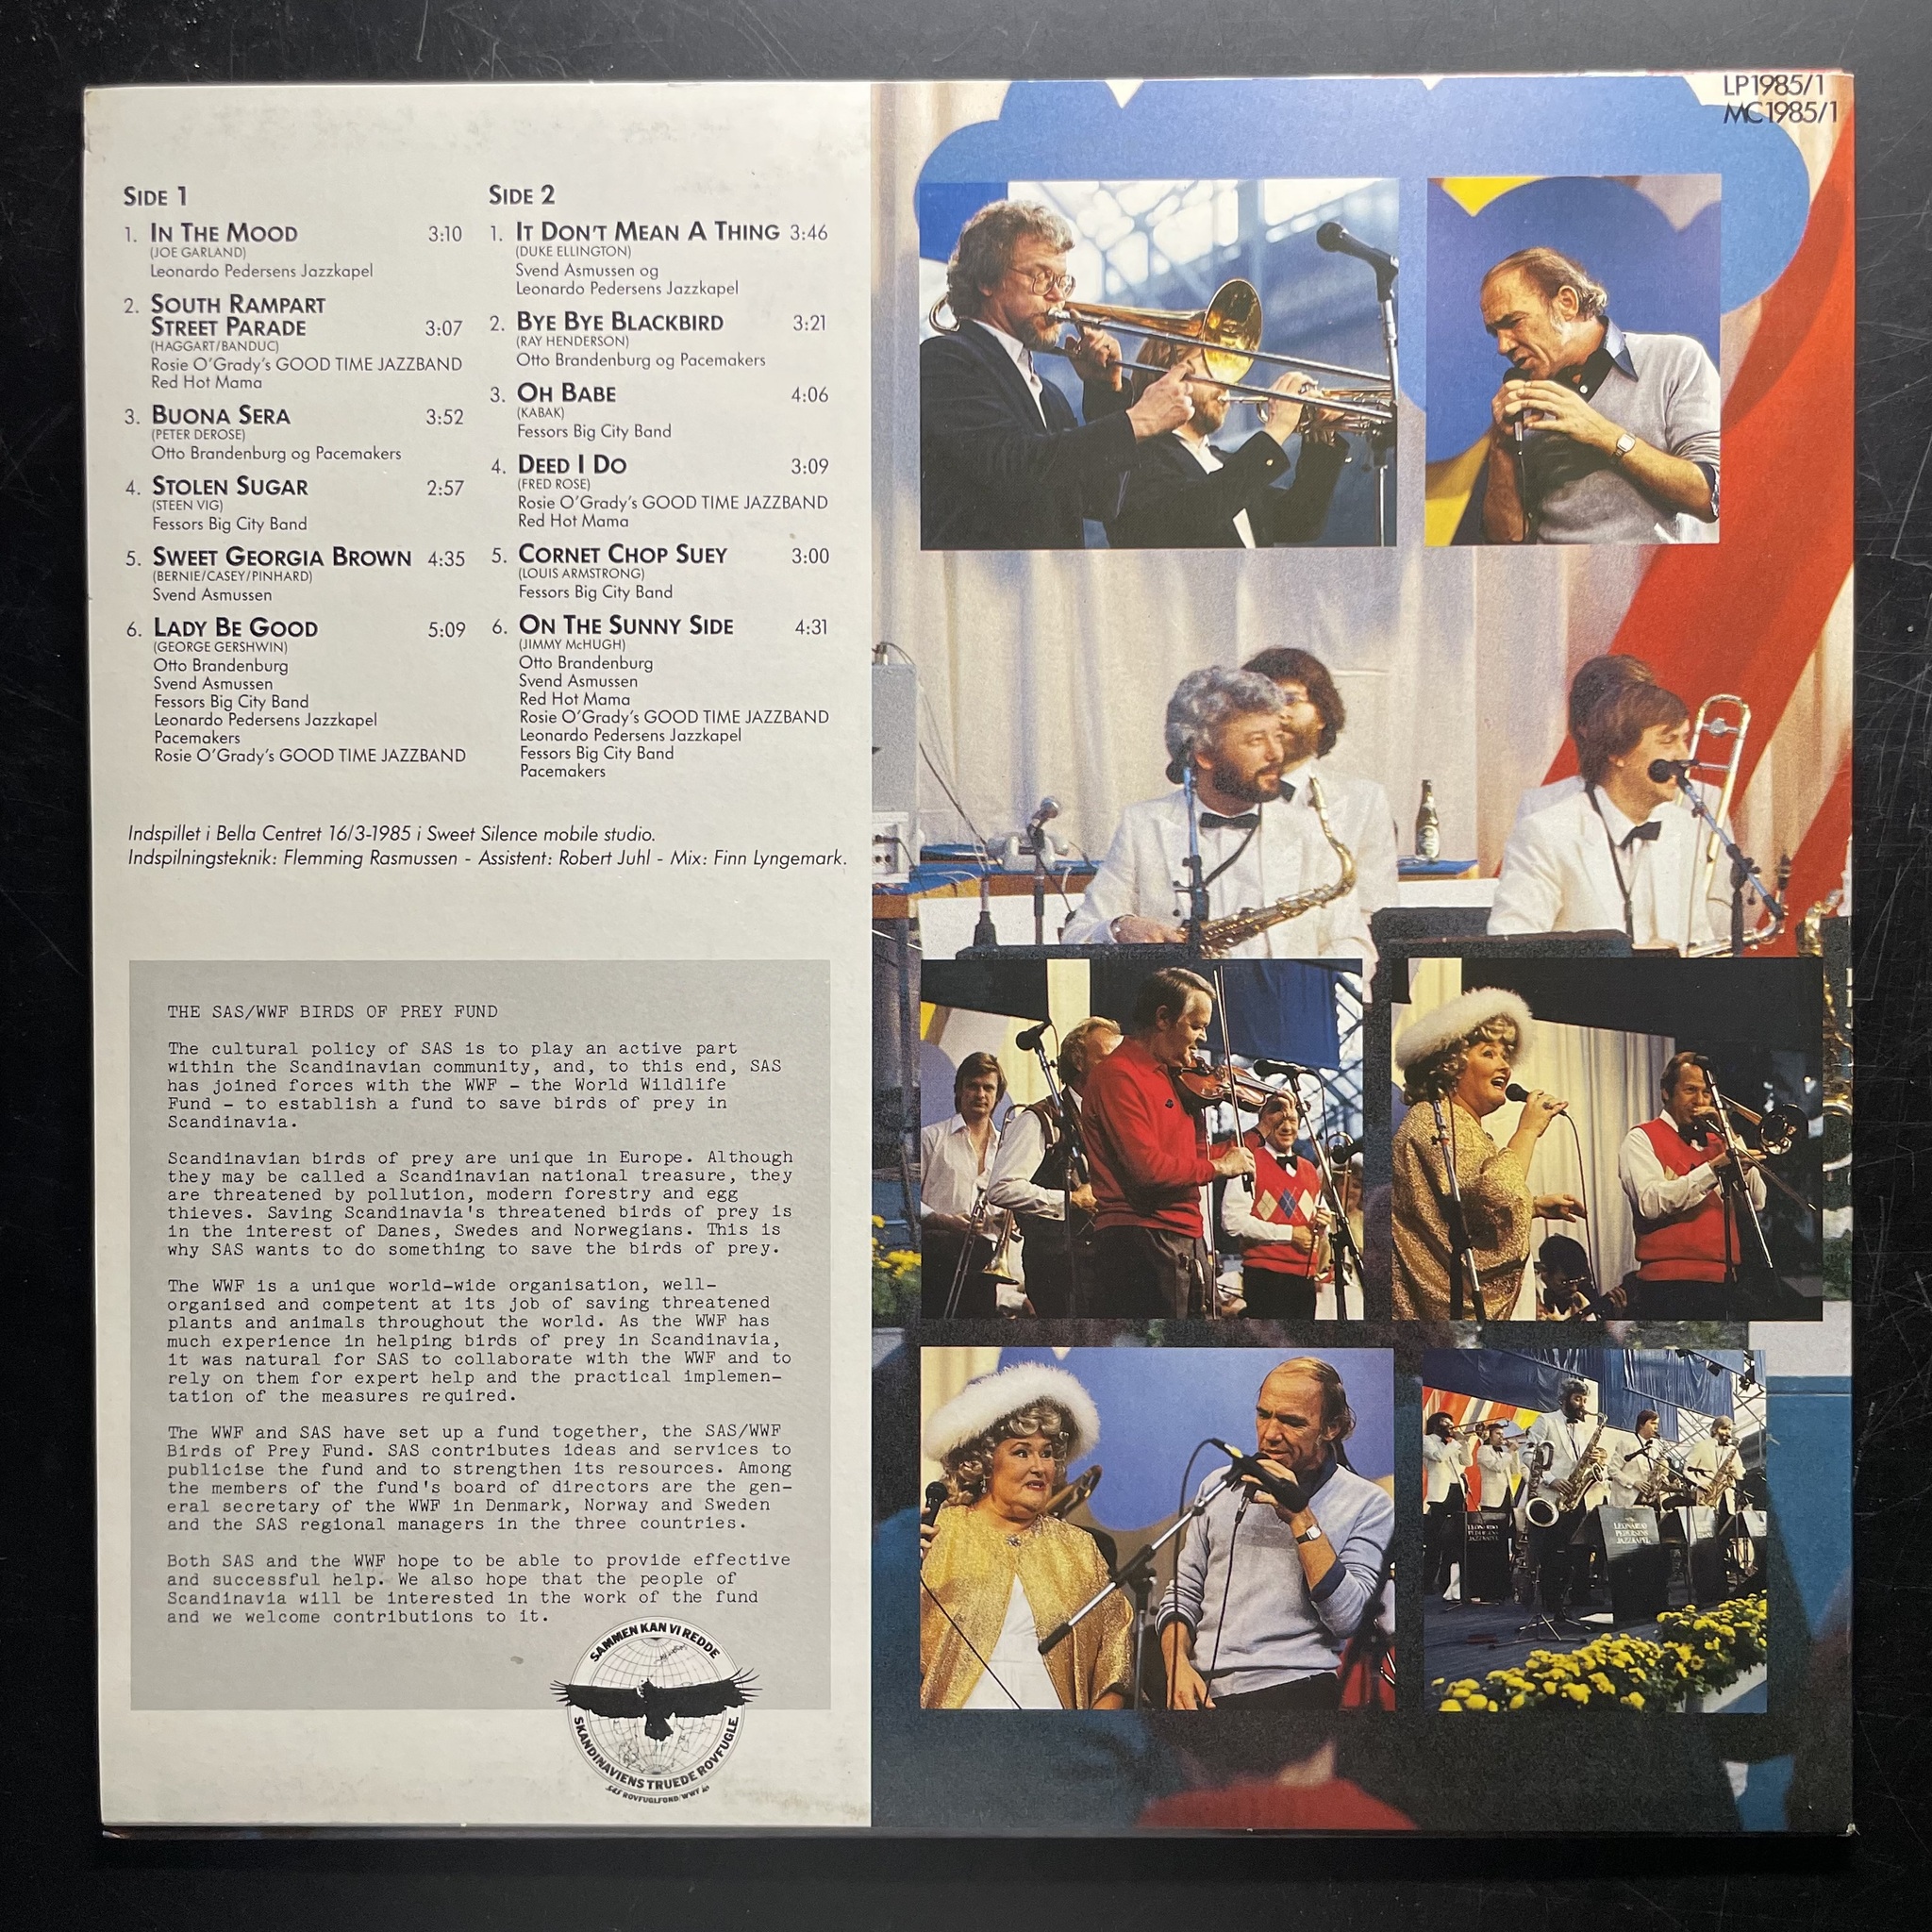 LP1985/1
MC1985/1
SIDE 1
1. IN THE MOOD 3:10
(JOE GARLAND)
Leonardo Pedersens Jazzkapel
2. SOUTH RAMPART
STREET PARADE 3:07
(HAGGART/BANDUC)
Rosie O'Grady's GOOD TIME JAZZBAND
Red Hot Mama
3. BUONA SERA 3:52
(PETER DEROSE)
Otto Brandenburg og Pacemakers
4. STOLEN SUGAR 2:57
(STEEN VIG)
Fessors Big City Band
5. SWEET GEORGIA BROWN 4:35
(BERNIE/CASEY/PINHARD)
Svend Asmussen
6. LADY BE GOOD 5:09
(GEORGE GERSHWIN)
Otto Brandenburg
Svend Asmussen
Fessors Big City Band
Leonardo Pedersens Jazzkapel
Pacemakers
Rosie O'Grady's GOOD TIME JAZZBAND
SIDE 2
1. IT DON'T MEAN A THING 3:46
(DUKE ELLINGTON)
Svend Asmussen og
Leonardo Pedersens Jazzkapel
2. BYE BYE BLACKBIRD 3:21
(RAY HENDERSON)
Otto Brandenburg og Pacemakers
3. OH BABE 4:06
(KABAK)
Fessors Big City Band
4. DEED I DO 3:09
(FRED ROSE)
Rosie O'Grady's GOOD TIME JAZZBAND
Red Hot Mama
5. CORNET CHOP SUEY 3:00
(LOUIS ARMSTRONG)
Fessors Big City Band
6. ON THE SUNNY SIDE 4:31
(JIMMY McHUGH)
Otto Brandenburg
Svend Asmussen
Red Hot Mama
Rosie O'Grady's GOOD TIME JAZZBAND
Leonardo Pedersens Jazzkapel
Fessors Big City Band
Pacemakers
Indspillet i Bella Centret 16/3-1985 i Sweet Silence mobile studio.
Indspilningsteknik: Flemming Rasmussen - Assistent: Robert Juhl - Mix: Finn Lyngemark.
THE SAS/WWF BIRDS OF PREY FUND
The cultural policy of SAS is to play an active part
within the Scandinavian community, and, to this end, SAS
has joined forces with the WWF - the World Wildlife
Fund - to establish a fund to save birds of prey in
Scandinavia.
Scandinavian birds of prey are unique in Europe. Although
they may be called a Scandinavian national treasure, they
are threatened by pollution, modern forestry and egg
thieves. Saving Scandinavia's threatened birds of prey is
in the interest of Danes, Swedes and Norwegians. This is
why SAS wants to do something to save the birds of prey.
The WWF is a unique world-wide organisation, well-
organised and competent at its job of saving threatened
plants and animals throughout the world. As the WWF has
much experience in helping birds of prey in Scandinavia,
it was natural for SAS to collaborate with the WWF and to
rely on them for expert help and the practical implemen-
tation of the measures required.
The WWF and SAS have set up a fund together, the SAS/WWF
Birds of Prey Fund. SAS contributes ideas and services to
publicise the fund and to strengthen its resources. Among
the members of the fund's board of directors are the gen-
eral secretary of the WWF in Denmark, Norway and Sweden
and the SAS regional managers in the three countries.
Both SAS and the WWF hope to be able to provide effective
and successful help. We also hope that the people of
Scandinavia will be interested in the work of the fund
and we welcome contributions to it.
SAMMEN KAN VI REDDE
SKANDINAVIENS TRUEDE ROVFUGLE
SAS ROVFUGLFOND/WWF
LEONARDO
PEDERSENS
JAZZKAPEL
LEONARDO
PEDERSENS
JAZZKAPEL